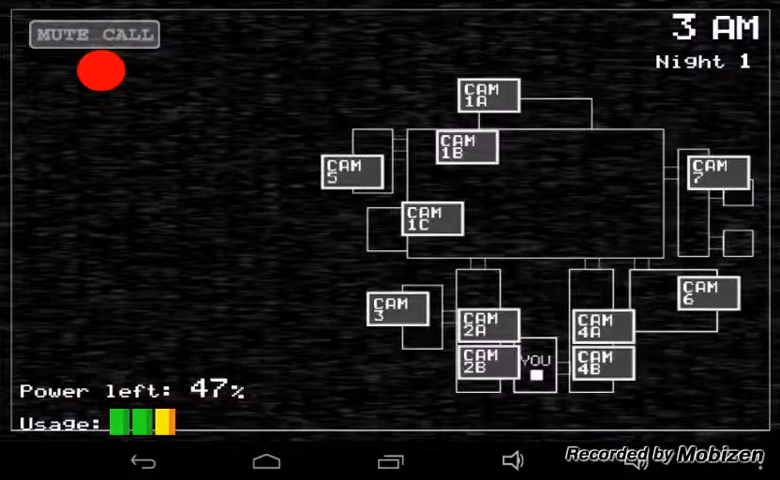 MUTE CALL
3 AM
Night 1
CAM
1A
CAM
1B
CAM
5
CAM
7
CAM
1C
CAM
6
CAM
3
CAM
2A
CAM
4A
CAM
2B
YOU
CAM
4B
Power left: 47%
Usage:
Recorded by Mobizen